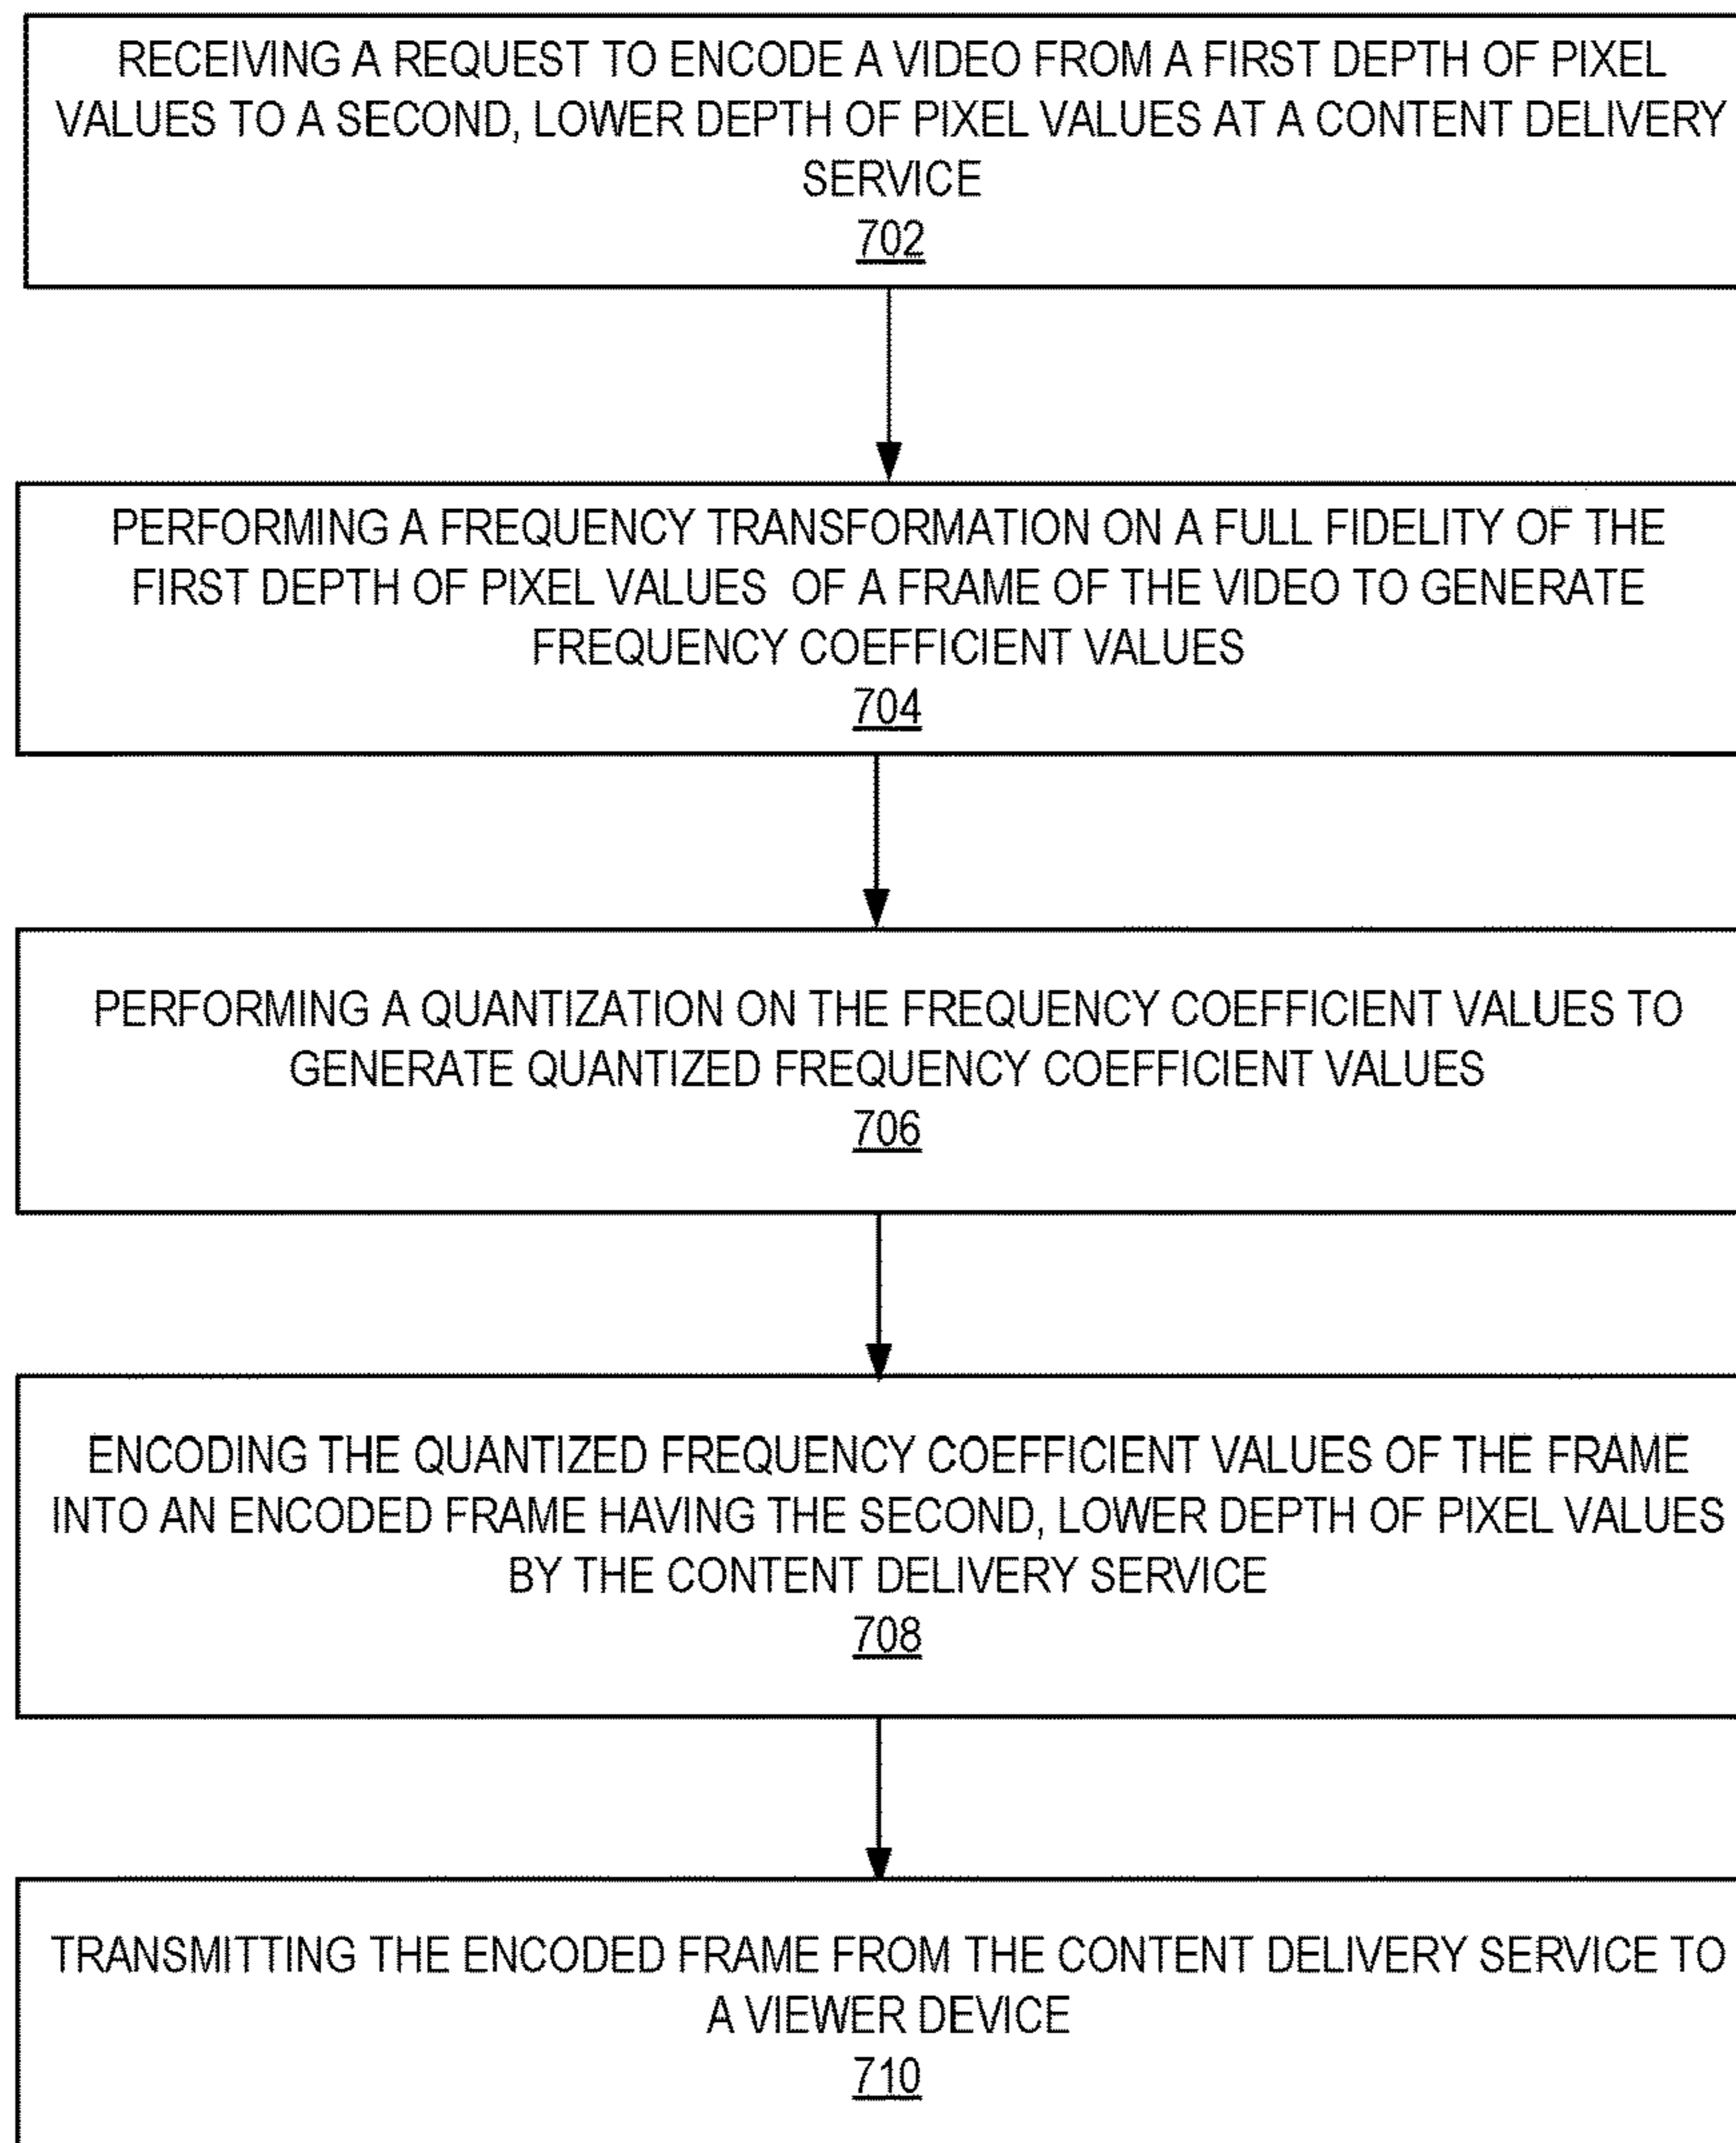 RECEIVING A REQUEST TO ENCODE A VIDEO FROM A FIRST DEPTH OF PIXEL
VALUES TO A SECOND, LOWER DEPTH OF PIXEL VALUES AT A CONTENT DELIVERY
SERVICE
702
PERFORMING A FREQUENCY TRANSFORMATION ON A FULL FIDELITY OF THE
FIRST DEPTH OF PIXEL VALUES OF A FRAME OF THE VIDEO TO GENERATE
FREQUENCY COEFFICIENT VALUES
704
PERFORMING A QUANTIZATION ON THE FREQUENCY COEFFICIENT VALUES TO
GENERATE QUANTIZED FREQUENCY COEFFICIENT VALUES
706
ENCODING THE QUANTIZED FREQUENCY COEFFICIENT VALUES OF THE FRAME
INTO AN ENCODED FRAME HAVING THE SECOND, LOWER DEPTH OF PIXEL VALUES
BY THE CONTENT DELIVERY SERVICE
708
TRANSMITTING THE ENCODED FRAME FROM THE CONTENT DELIVERY SERVICE TO
A VIEWER DEVICE
710